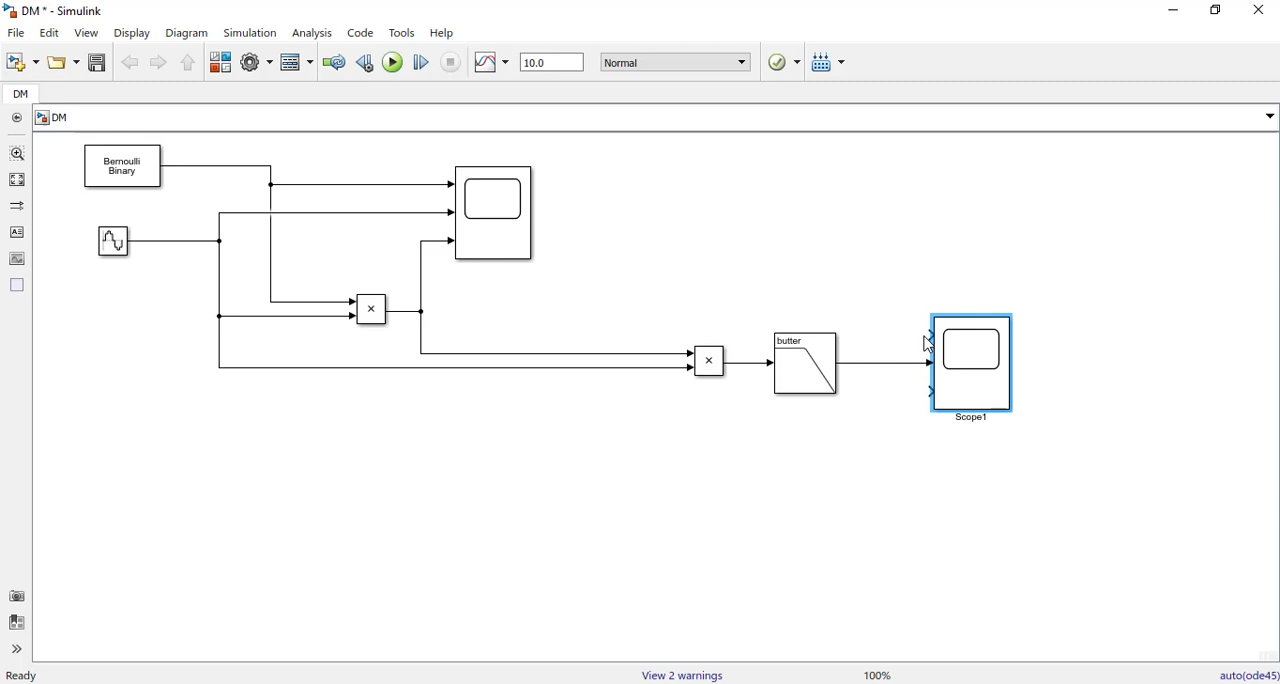 DM * - Simulink
File Edit View Display Diagram Simulation Analysis Code Tools Help
10.0 Normal
DM
DM
Bernoulli
Binary
×
×
butter
Scope1
Ready View 2 warnings 100% auto(ode45)